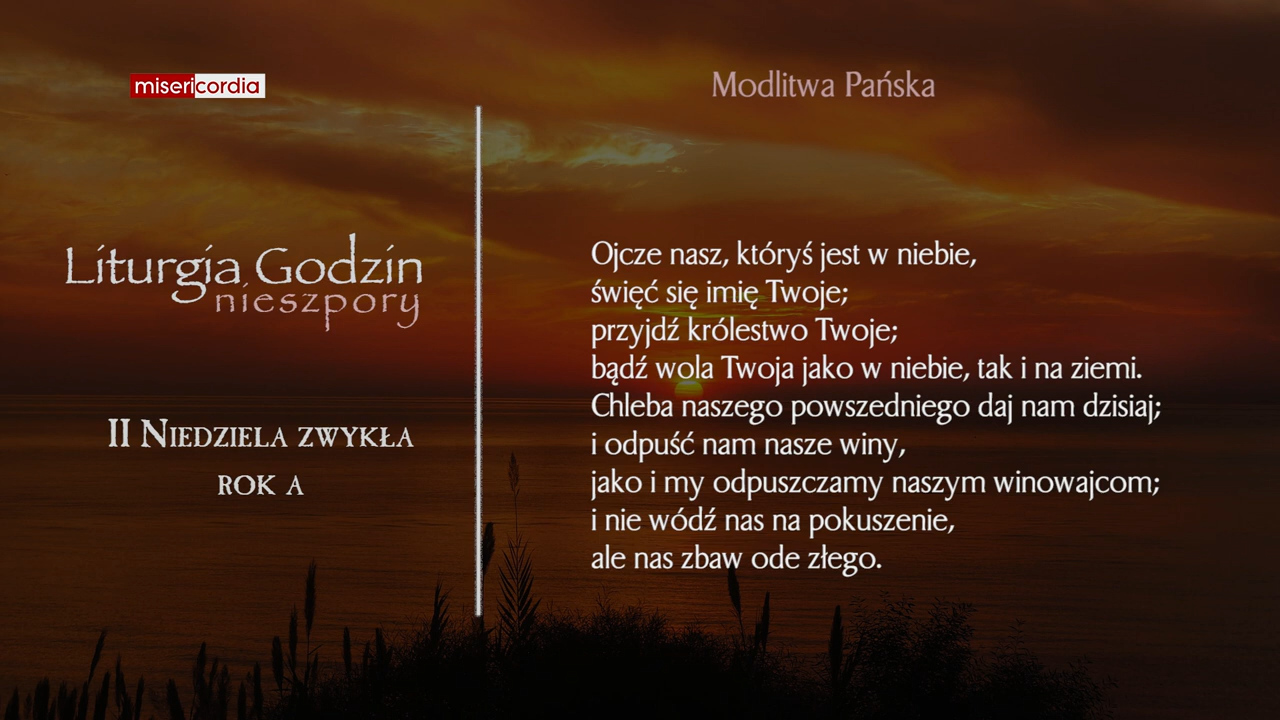 misericordia
Liturgia Godzin
nieszpory
II Niedziela zwykła
rok A
Modlitwa Pańska
Ojcze nasz, któryś jest w niebie,
święć się imię Twoje;
przyjdź królestwo Twoje;
bądź wola Twoja jako w niebie, tak i na ziemi.
Chleba naszego powszedniego daj nam dzisiaj;
i odpuść nam nasze winy,
jako i my odpuszczamy naszym winowajcom;
i nie wódź nas na pokuszenie,
ale nas zbaw ode złego.